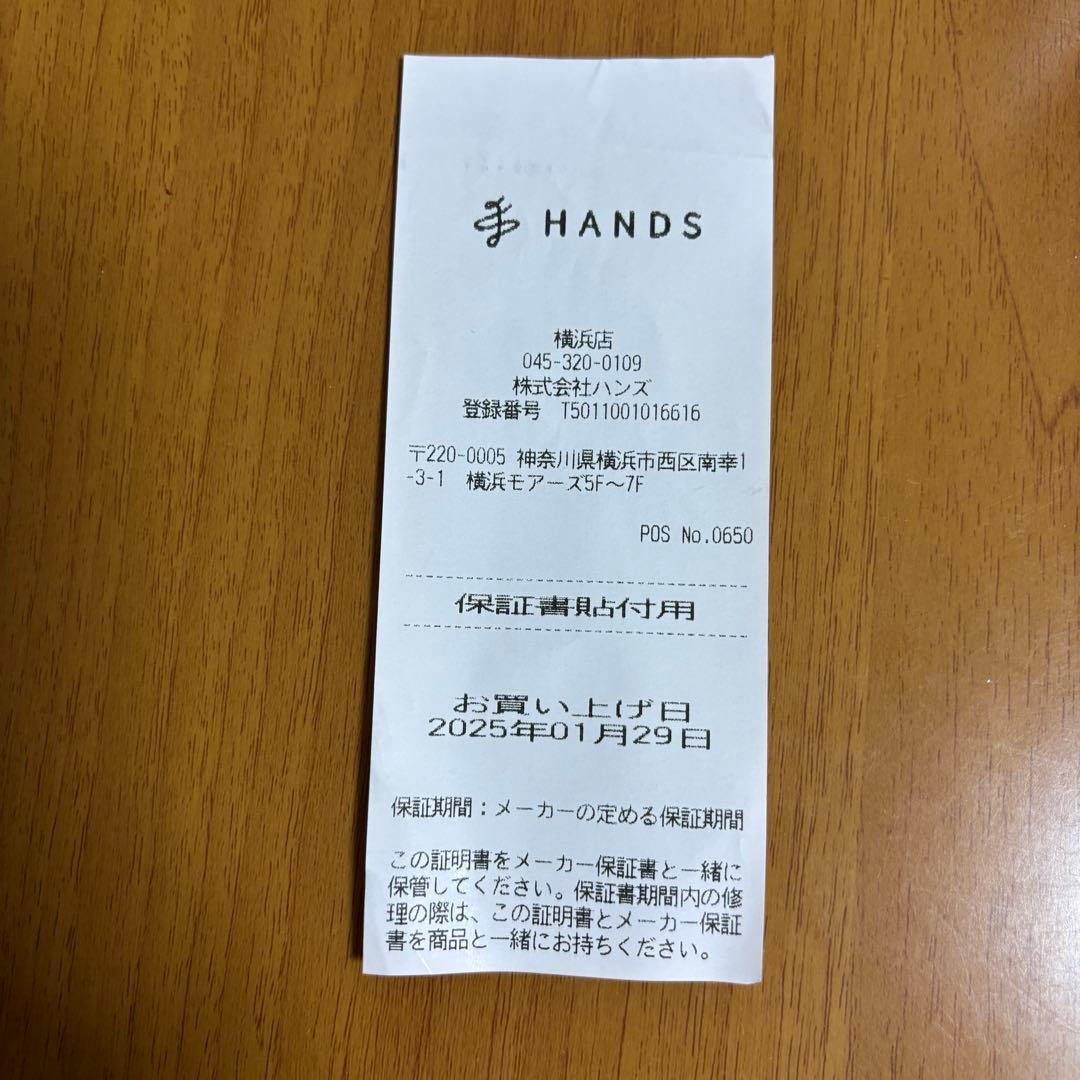 HANDS
横浜店
045-320-0109
株式会社ハンズ
登録番号 T5011001016616
〒220-0005 神奈川県横浜市西区南幸1
-3-1 横浜モアーズ5F～7F
POS No.0650
保証書貼付用
お買い上げ日
2025年01月29日
保証期間：メーカーの定める保証期間
この証明書をメーカー保証書と一緒に
保管してください。保証書期間内の修
理の際は、この証明書とメーカー保証
書を商品と一緒にお持ちください。